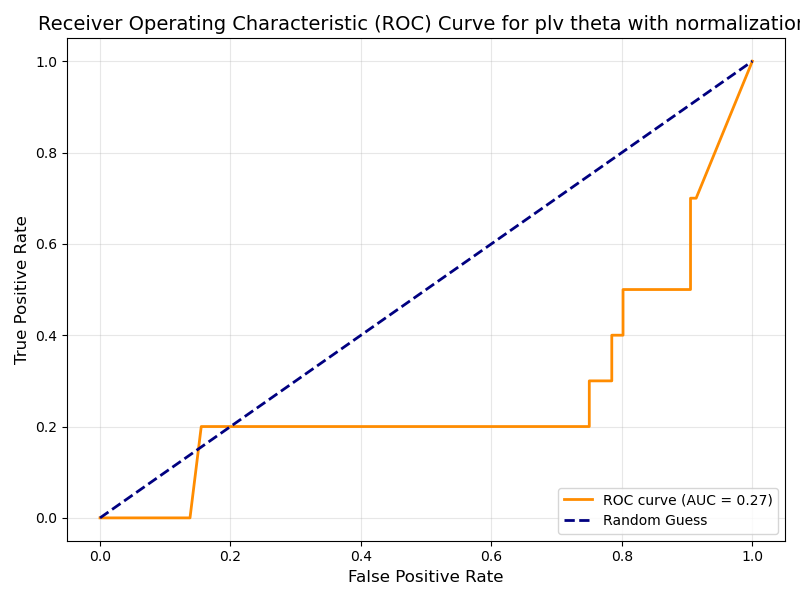 Receiver Operating Characteristic (ROC) Curve for plv theta with normalization
1.0
0.8
0.6
0.4
0.2
0.0
True Positive Rate
0.0 0.2 0.4 0.6 0.8 1.0
False Positive Rate
ROC curve (AUC = 0.27)
Random Guess